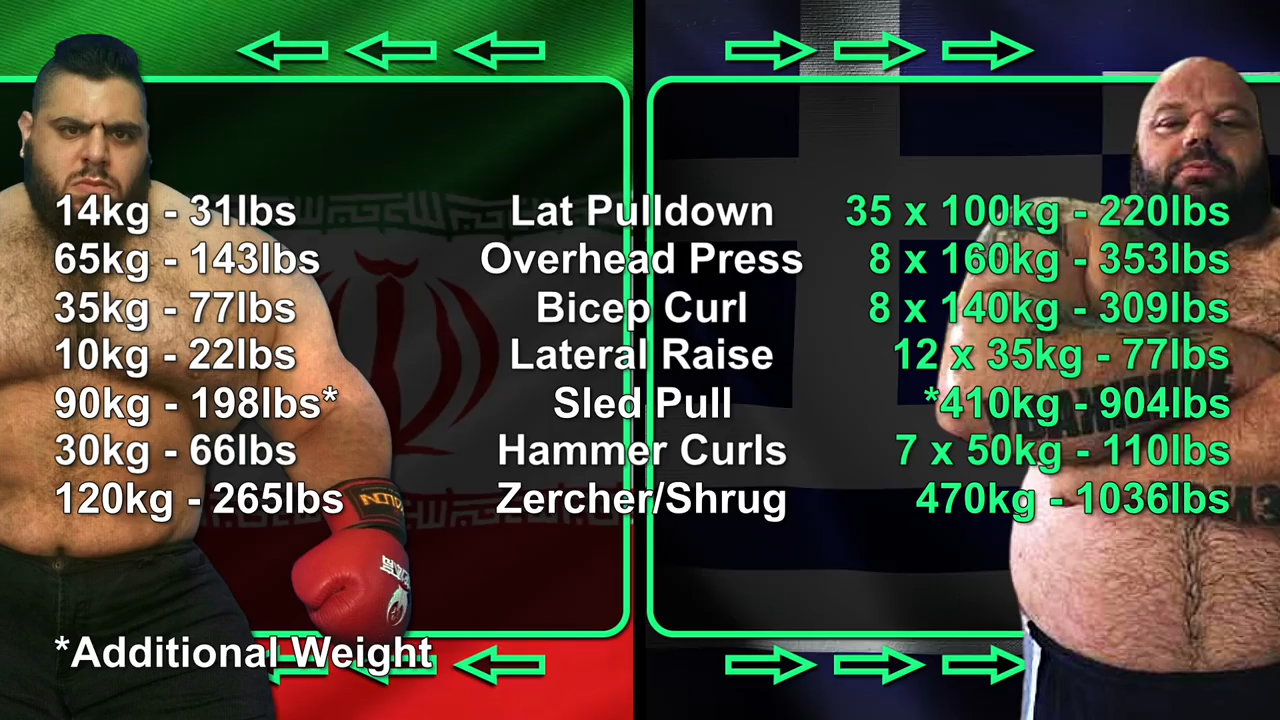 14kg - 31lbs Lat Pulldown 35 x 100kg - 220lbs
65kg - 143lbs Overhead Press 8 x 160kg - 353lbs
35kg - 77lbs Bicep Curl 8 x 140kg - 309lbs
10kg - 22lbs Lateral Raise 12 x 35kg - 77lbs
90kg - 198lbs* Sled Pull *410kg - 904lbs
30kg - 66lbs Hammer Curls 7 x 50kg - 110lbs
120kg - 265lbs Zercher/Shrug 470kg - 1036lbs
*Additional Weight